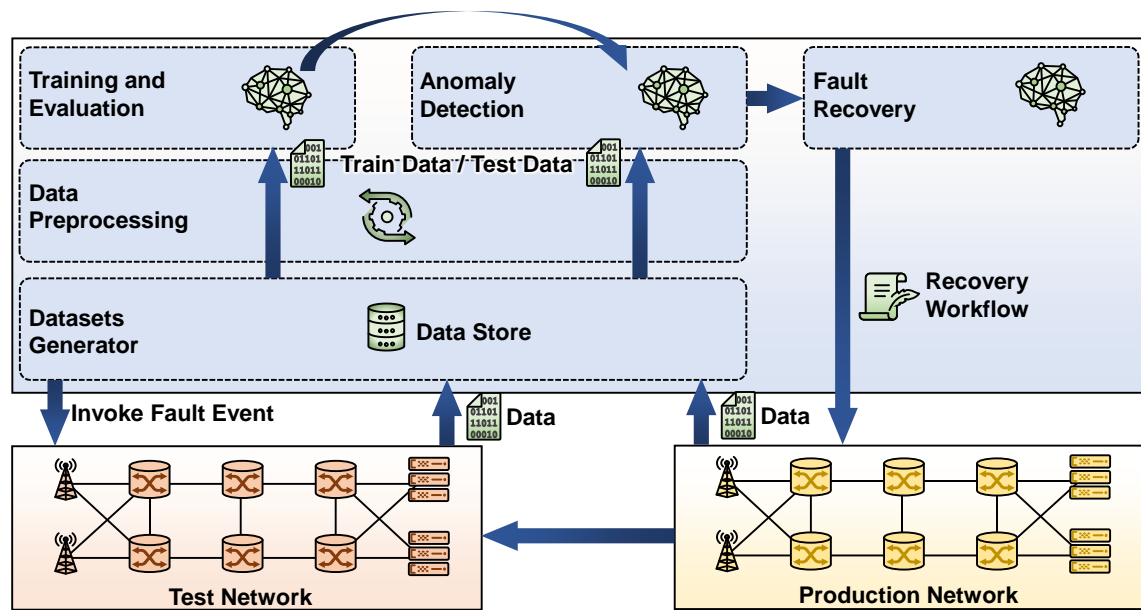 Training and
Evaluation
Anomaly
Detection
Fault
Recovery
001
01101
11011
00010
Train Data / Test Data
001
01101
11011
00010
Data
Preprocessing
Recovery
Workflow
Datasets
Generator
Data Store
Invoke Fault Event
001
01101
11011
00010
Data
001
01101
11011
00010
Data
Test Network
Production Network